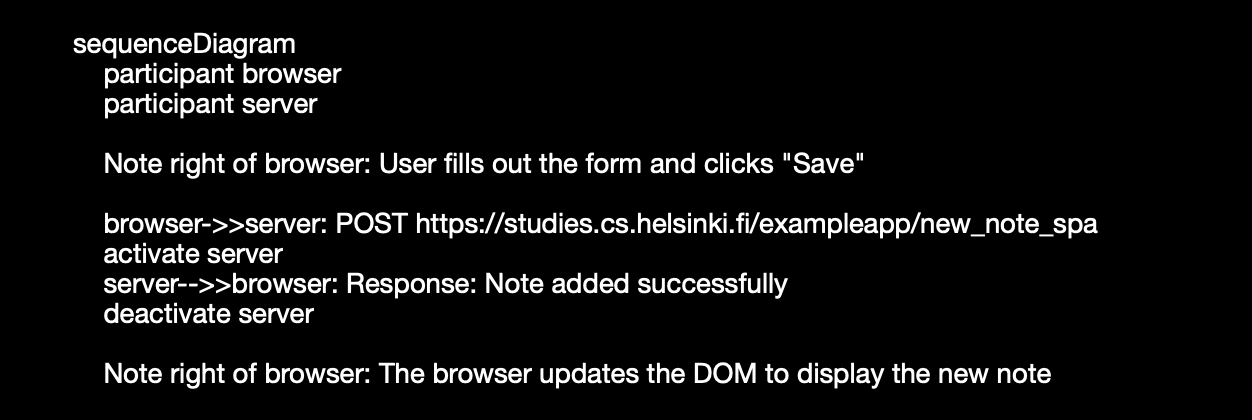 sequenceDiagram
participant browser
participant server
Note right of browser: User fills out the form and clicks "Save"
browser->>server: POST https://studies.cs.helsinki.fi/exampleapp/new_note_spa
activate server
server-->>browser: Response: Note added successfully
deactivate server
Note right of browser: The browser updates the DOM to display the new note